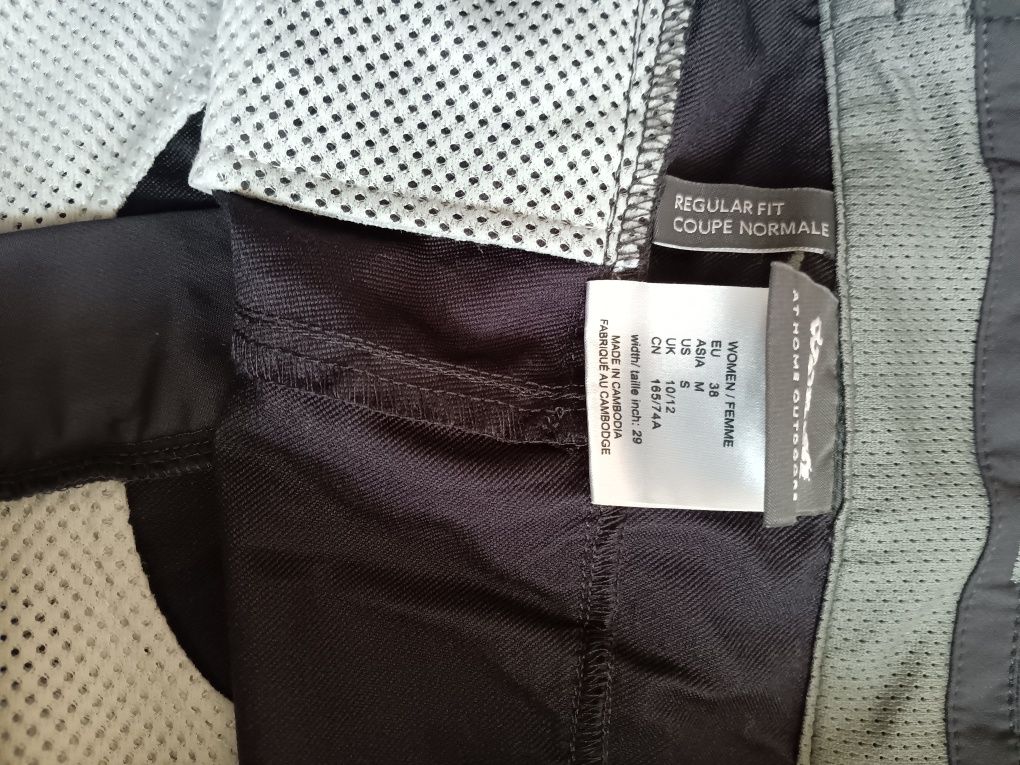 REGULAR FIT
COUPE NORMALE
AT HOME OUTDOORS
WOMEN / FEMME
EU 38
ASIA M
US S
UK 10/12
CN 165/74A
width/ taille inch: 29
MADE IN CAMBODIA
FABRIQUÉ AU CAMBODGE